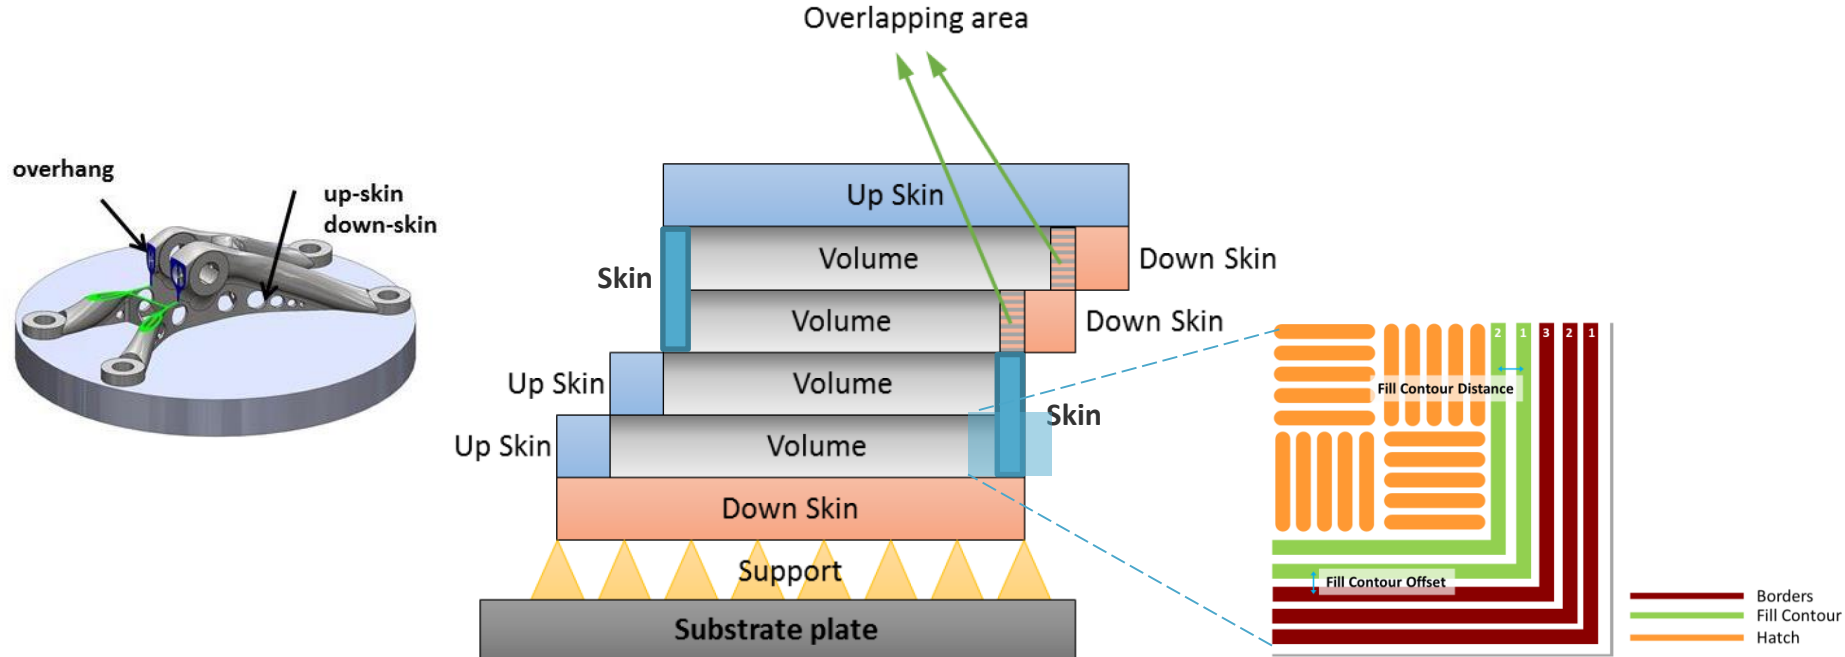 Overlapping area
overhang
up-skin
down-skin
Up Skin
Volume
Down Skin
Skin
Volume
Down Skin
Up Skin
Volume
Skin
Up Skin
Volume
Down Skin
Support
Substrate plate
2 1 3 2 1
Fill Contour Distance
Fill Contour Offset
Borders
Fill Contour
Hatch